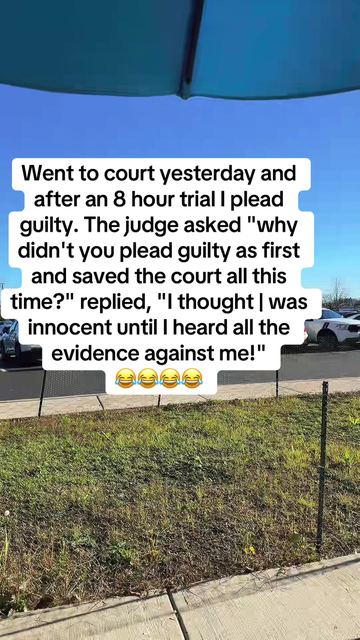 Went to court yesterday and
after an 8 hour trial I plead
guilty. The judge asked "why
didn't you plead guilty as first
and saved the court all this
time?" replied, "I thought I was
innocent until I heard all the
evidence against me!"
😂😂😂😂